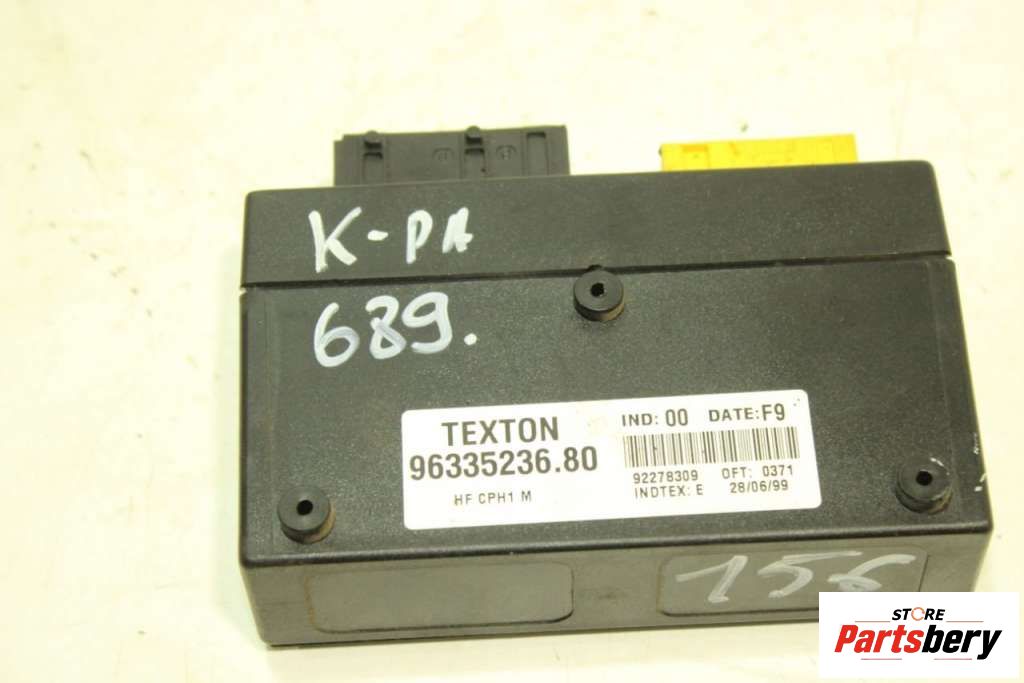 K-PA
689.
TEXTON
96335236.80
HF CPH1 M
IND: 00 DATE: F9
92278309 OFT: 0371
INDTEX: E 28/06/99
156
STORE
Partsbery